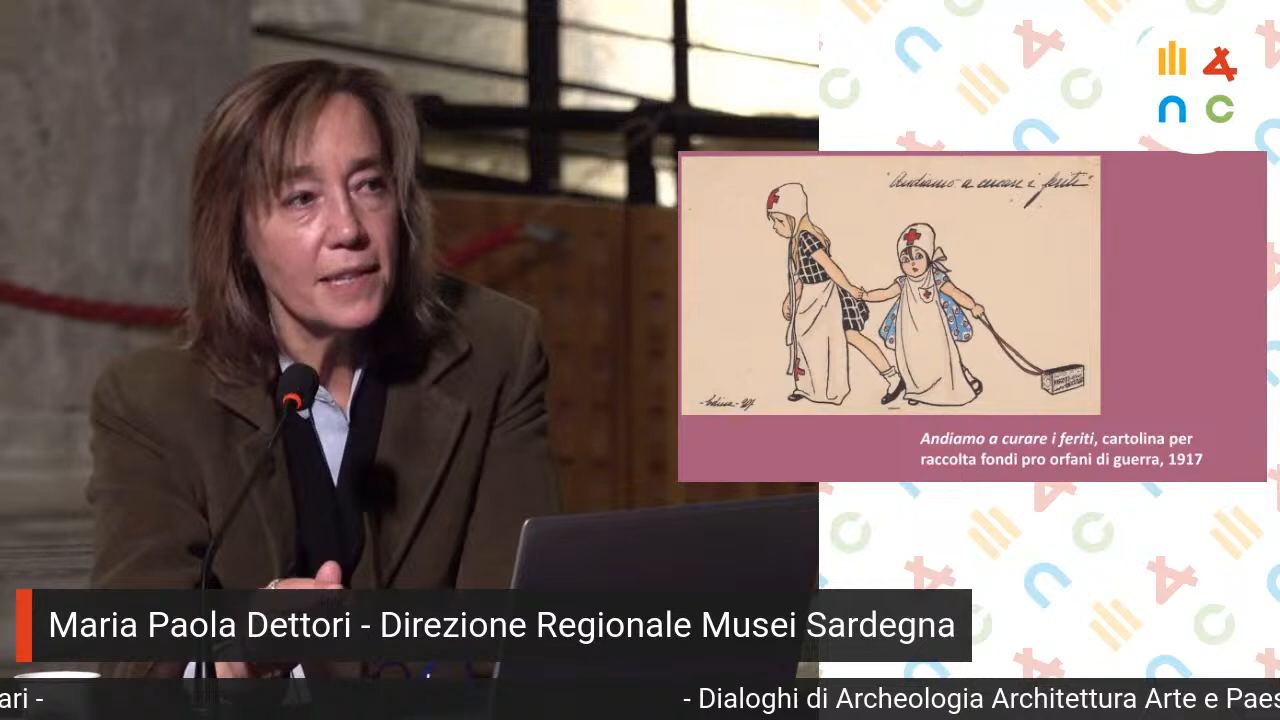 "Andiamo a curare i feriti"
Andiamo a curare i feriti, cartolina per
raccolta fondi pro orfani di guerra, 1917
Maria Paola Dettori - Direzione Regionale Musei Sardegna
ari -
- Dialoghi di Archeologia Architettura Arte e Paes